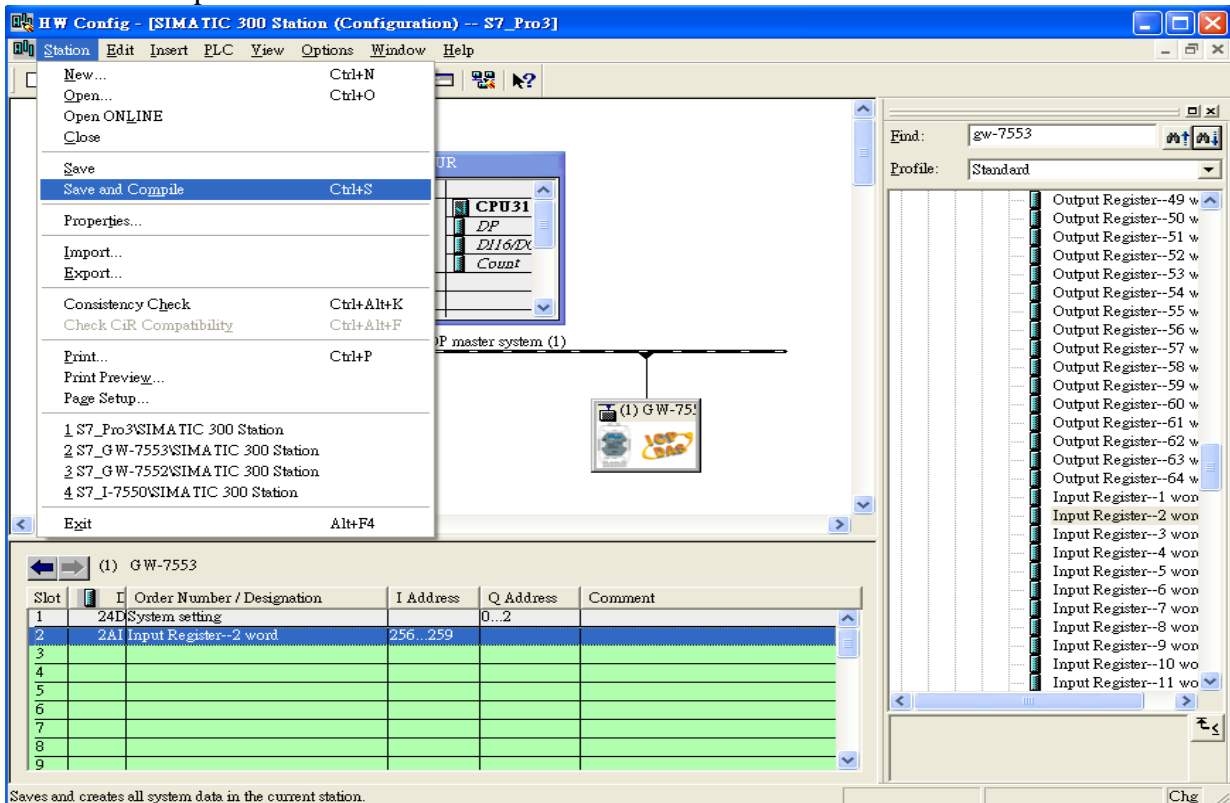 HW Config - [SIMATIC 300 Station (Configuration) -- S7_Pro3]
Station Edit Insert PLC View Options Window Help
New... Ctrl+N
Open... Ctrl+O
Open ONLINE
Close
Save
Save and Compile Ctrl+S
Properties...
Import...
Export...
Consistency Check Ctrl+Alt+K
Check CiR Compatibility Ctrl+Alt+F
Print... Ctrl+P
Print Preview...
Page Setup...
1 S7_Pro3\SIMATIC 300 Station
2 S7_GW-7553\SIMATIC 300 Station
3 S7_GW-7552\SIMATIC 300 Station
4 S7_I-7550\SIMATIC 300 Station
Exit Alt+F4
UR
CPU31
DP
DI16/DO
Count
DP master system (1)
(1) GW-755
ICP DAS
Find: gw-7553
Profile: Standard
Output Register--49 w
Output Register--50 w
Output Register--51 w
Output Register--52 w
Output Register--53 w
Output Register--54 w
Output Register--55 w
Output Register--56 w
Output Register--57 w
Output Register--58 w
Output Register--59 w
Output Register--60 w
Output Register--61 w
Output Register--62 w
Output Register--63 w
Output Register--64 w
Input Register--1 wor
Input Register--2 wor
Input Register--3 wor
Input Register--4 wor
Input Register--5 wor
Input Register--6 wor
Input Register--7 wor
Input Register--8 wor
Input Register--9 wor
Input Register--10 wo
Input Register--11 wo
(1) GW-7553
Slot I Order Number / Designation I Address Q Address Comment
1 24D System setting 0...2
2 2AI Input Register--2 word 256...259
3
4
5
6
7
8
9
Saves and creates all system data in the current station. Chg